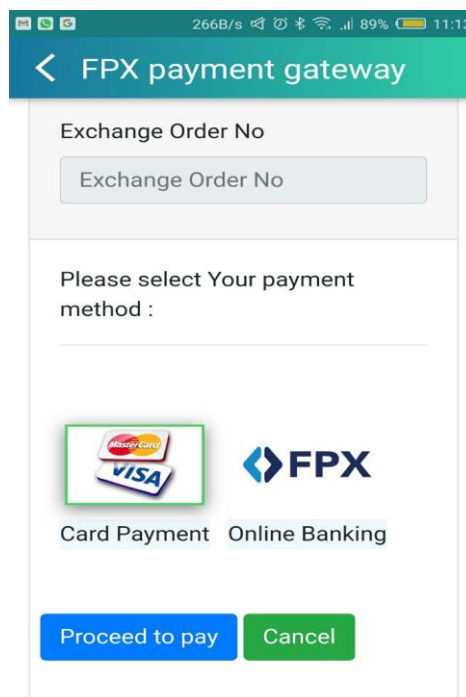 266B/s 89% 11:13
FPX payment gateway
Exchange Order No
Exchange Order No
Please select Your payment
method :
MasterCard
VISA
FPX
Card Payment Online Banking
Proceed to pay Cancel